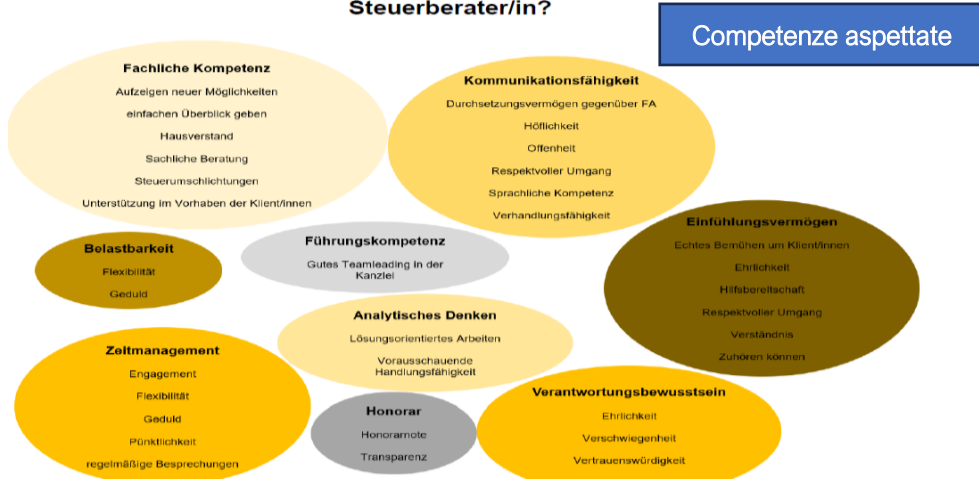 Steuerberater/in?
Competenze aspettate
Fachliche Kompetenz
Aufzeigen neuer Möglichkeiten
einfachen Überblick geben
Hausverstand
Sachliche Beratung
Steuerumschlichtungen
Unterstützung im Vorhaben der Klient/innen
Kommunikationsfähigkeit
Durchsetzungsvermögen gegenüber FA
Höflichkeit
Offenheit
Respektvoller Umgang
Sprachliche Kompetenz
Verhandlungsfähigkeit
Belastbarkeit
Flexibilität
Geduld
Führungskompetenz
Gutes Teamleading in der
Kanzlei
Einfühlungsvermögen
Echtes Bemühen um Klient/innen
Ehrlichkeit
Hilfsbereitschaft
Respektvoller Umgang
Verständnis
Zuhören können
Analytisches Denken
Lösungsorientiertes Arbeiten
Vorausschauende
Handlungsfähigkeit
Zeitmanagement
Engagement
Flexibilität
Geduld
Pünktlichkeit
regelmäßige Besprechungen
Honorar
Honorarnote
Transparenz
Verantwortungsbewusstsein
Ehrlichkeit
Verschwiegenheit
Vertrauenswürdigkeit